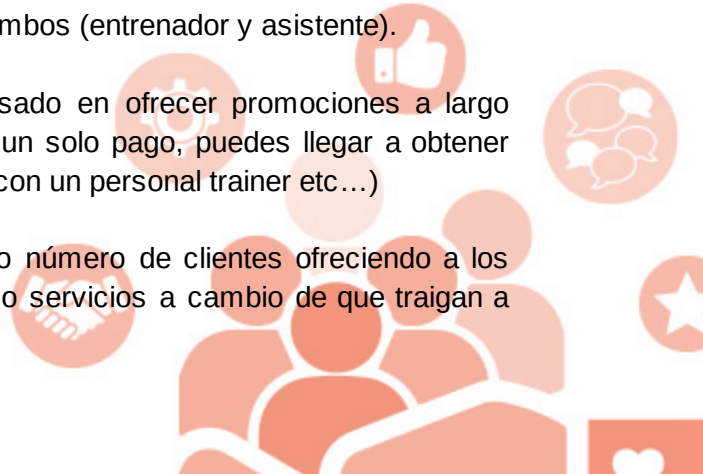 mbos (entrenador y asistente).
sado en ofrecer promociones a largo
un solo pago, puedes llegar a obtener
con un personal trainer etc…)
o número de clientes ofreciendo a los
o servicios a cambio de que traigan a